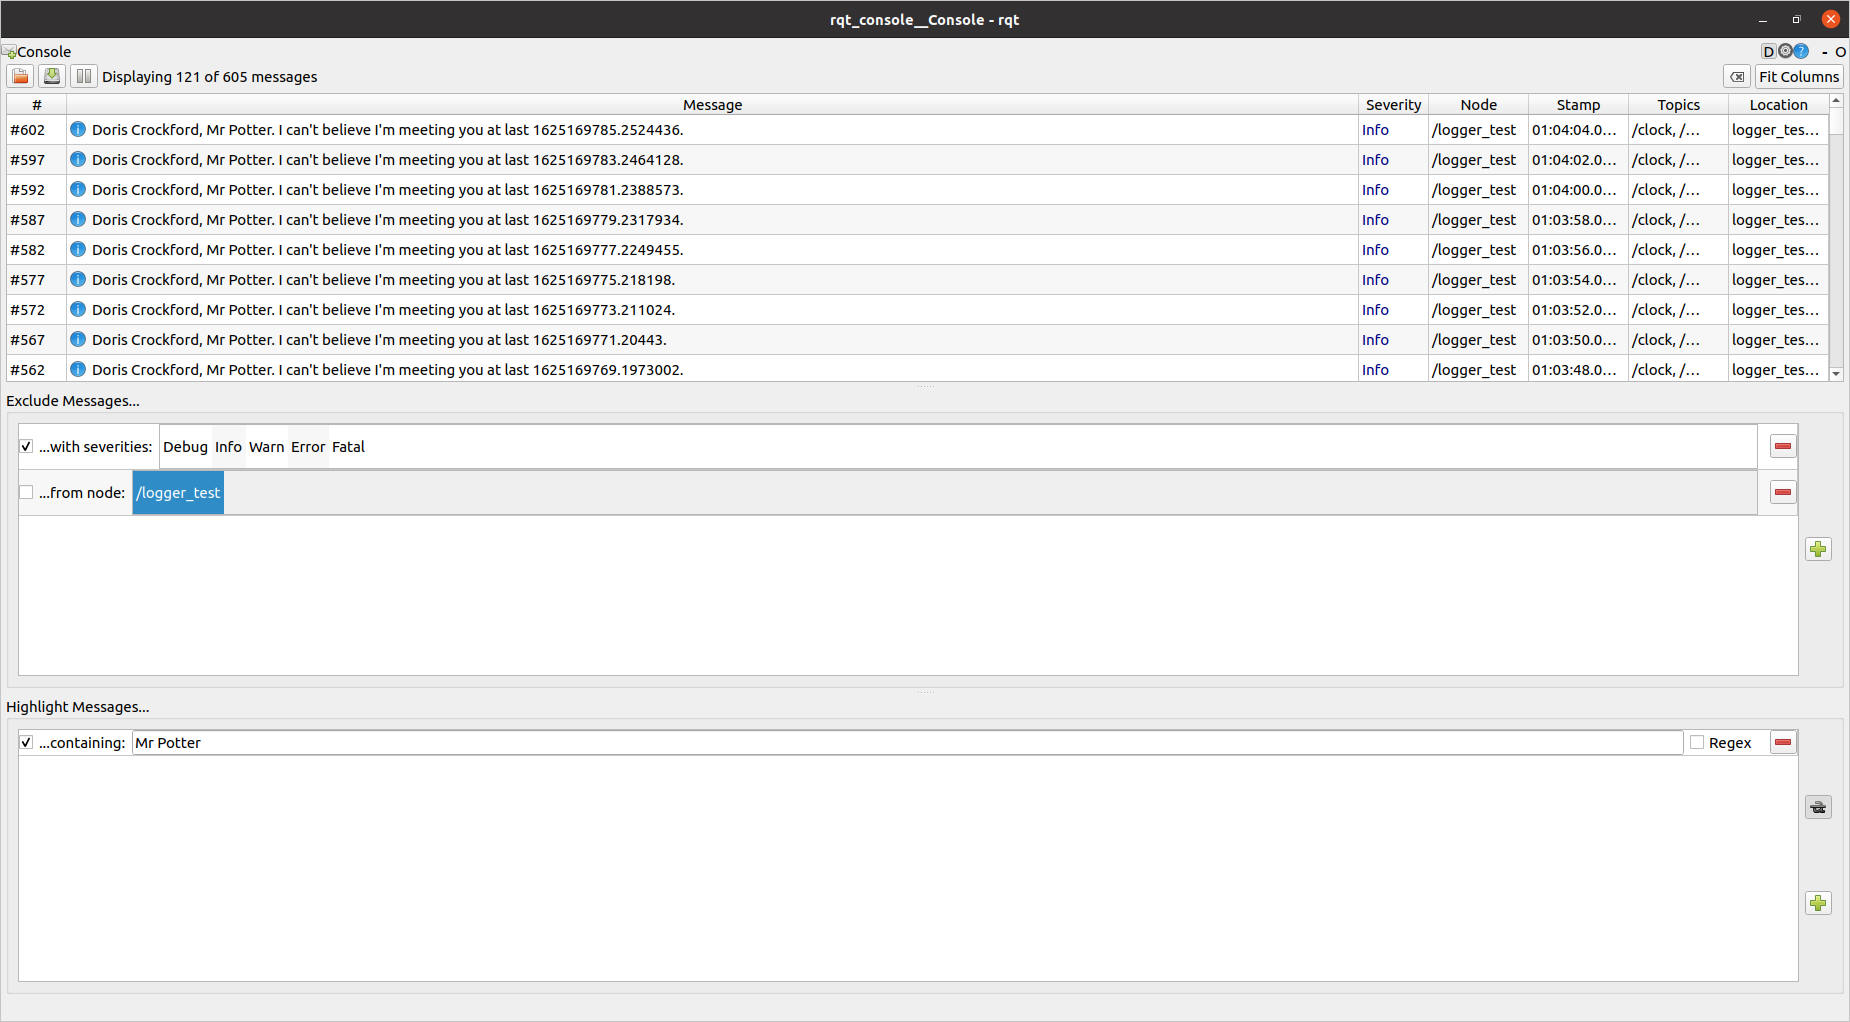 rqt_console__Console - rqt
Console D ? - O
Displaying 121 of 605 messages Fit Columns
# Message Severity Node Stamp Topics Location
#602 Doris Crockford, Mr Potter. I can't believe I'm meeting you at last 1625169785.2524436. Info /logger_test 01:04:04.0... /clock, /... logger_tes...
#597 Doris Crockford, Mr Potter. I can't believe I'm meeting you at last 1625169783.2464128. Info /logger_test 01:04:02.0... /clock, /... logger_tes...
#592 Doris Crockford, Mr Potter. I can't believe I'm meeting you at last 1625169781.2388573. Info /logger_test 01:04:00.0... /clock, /... logger_tes...
#587 Doris Crockford, Mr Potter. I can't believe I'm meeting you at last 1625169779.2317934. Info /logger_test 01:03:58.0... /clock, /... logger_tes...
#582 Doris Crockford, Mr Potter. I can't believe I'm meeting you at last 1625169777.2249455. Info /logger_test 01:03:56.0... /clock, /... logger_tes...
#577 Doris Crockford, Mr Potter. I can't believe I'm meeting you at last 1625169775.218198. Info /logger_test 01:03:54.0... /clock, /... logger_tes...
#572 Doris Crockford, Mr Potter. I can't believe I'm meeting you at last 1625169773.211024. Info /logger_test 01:03:52.0... /clock, /... logger_tes...
#567 Doris Crockford, Mr Potter. I can't believe I'm meeting you at last 1625169771.20443. Info /logger_test 01:03:50.0... /clock, /... logger_tes...
#562 Doris Crockford, Mr Potter. I can't believe I'm meeting you at last 1625169769.1973002. Info /logger_test 01:03:48.0... /clock, /... logger_tes...
Exclude Messages...
...with severities: Debug Info Warn Error Fatal
...from node: /logger_test
Highlight Messages...
...containing: Mr Potter Regex